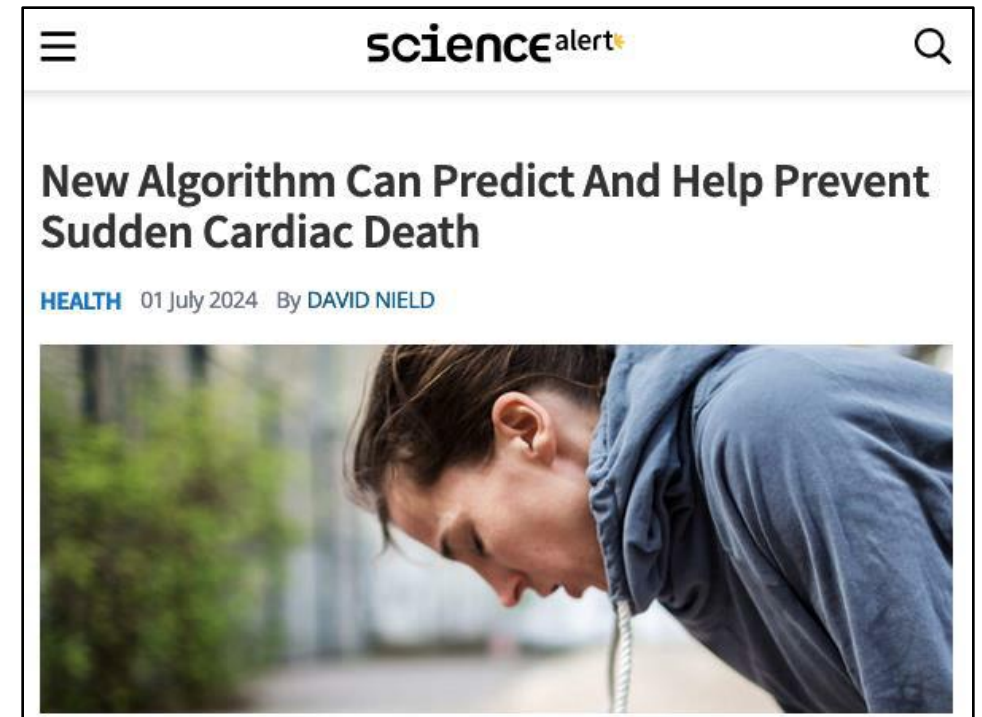 sciencealert
New Algorithm Can Predict And Help Prevent
Sudden Cardiac Death
HEALTH 01 July 2024 By DAVID NIELD